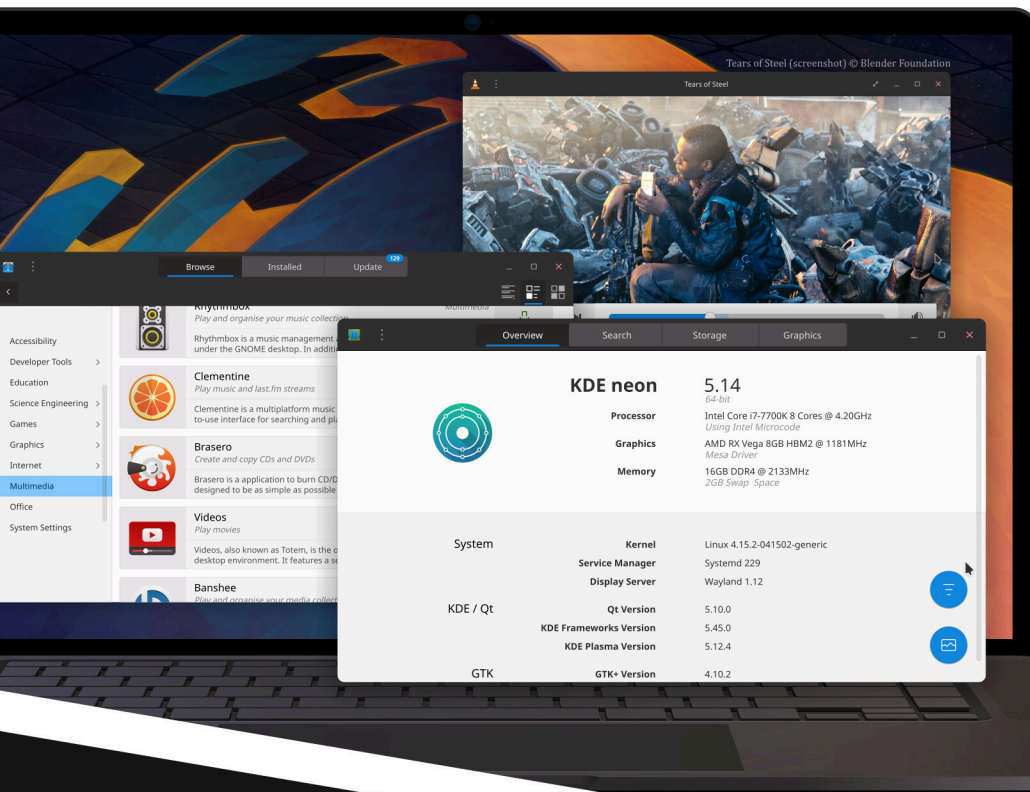 Tears of Steel (screenshot) © Blender Foundation
Tears of Steel
Browse
Installed
Update
129
Accessibility
Developer Tools
Education
Science Engineering
Games
Graphics
Internet
Multimedia
Office
System Settings
Rhythmbox
Multimedia
Play and organise your music collection
Rhythmbox is a music management
under the GNOME desktop. In additi
Clementine
Play music and last.fm streams
Clementine is a multiplatform music
to-use interface for searching and pla
Brasero
Create and copy CDs and DVDs
Brasero is a application to burn CD/D
designed to be as simple as possible
Videos
Play movies
Videos, also known as Totem, is the
desktop environment. It features a se
Banshee
Play and organise your media collect
Overview
Search
Storage
Graphics
KDE neon
5.14
64-bit
Processor
Intel Core i7-7700K 8 Cores @ 4.20GHz
Using Intel Microcode
Graphics
AMD RX Vega 8GB HBM2 @ 1181MHz
Mesa Driver
Memory
16GB DDR4 @ 2133MHz
2GB Swap Space
System
Kernel
Linux 4.15.2-041502-generic
Service Manager
Systemd 229
Display Server
Wayland 1.12
KDE / Qt
Qt Version
5.10.0
KDE Frameworks Version
5.45.0
KDE Plasma Version
5.12.4
GTK
GTK+ Version
4.10.2